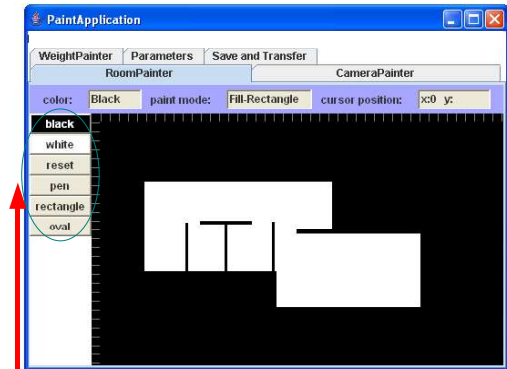 PaintApplication
WeightPainter Parameters Save and Transfer
RoomPainter CameraPainter
color: Black paint mode: Fill-Rectangle cursor position: x:0 y:
black
white
reset
pen
rectangle
oval